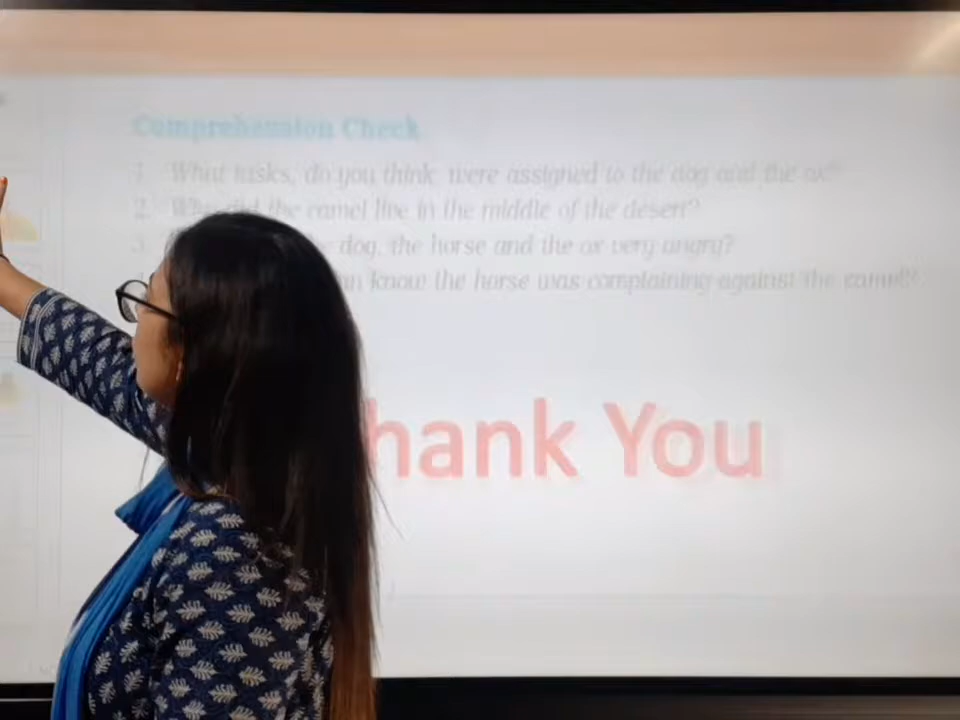 Comprehension Check
1. What tasks, do you think, were assigned to the dog and the ox?
2. Why did the camel live in the middle of the desert?
3. dog, the horse and the ox very angry?
know the horse was complaining against the camel?
hank You